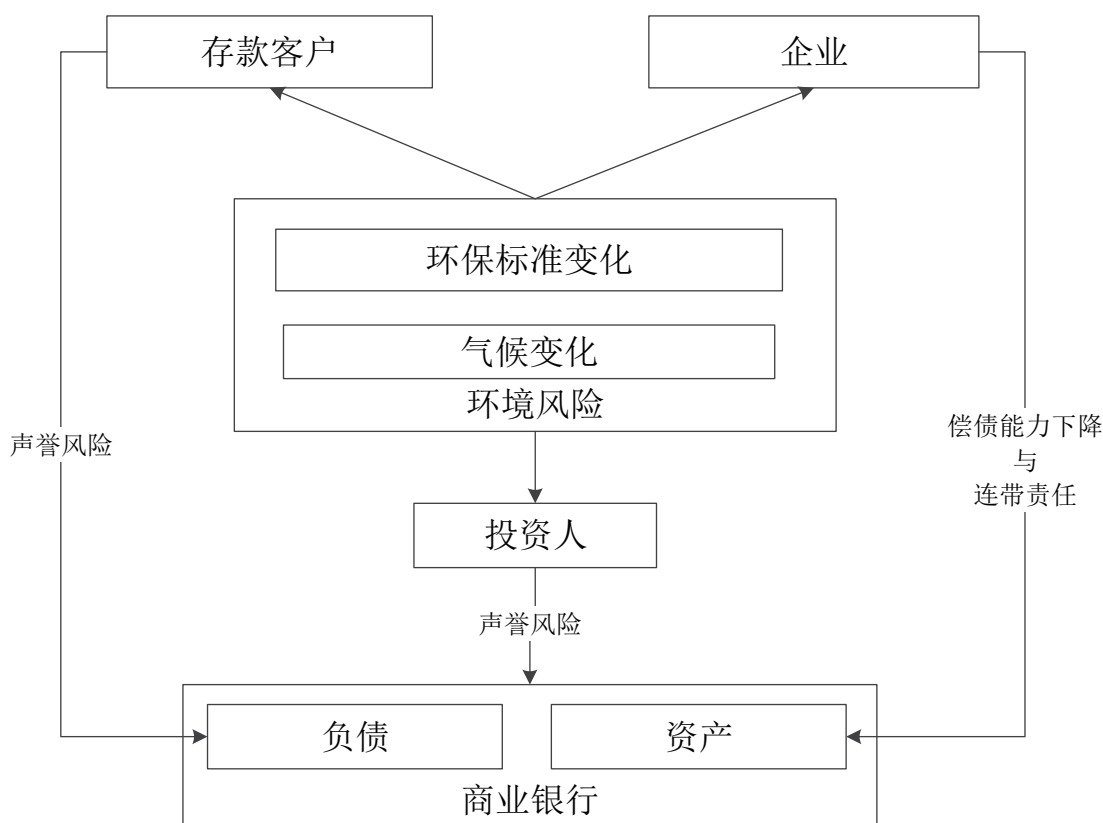 存款客户
企业
环保标准变化
气候变化
环境风险
声誉风险
偿债能力下降
与
连带责任
投资人
声誉风险
负债
资产
商业银行